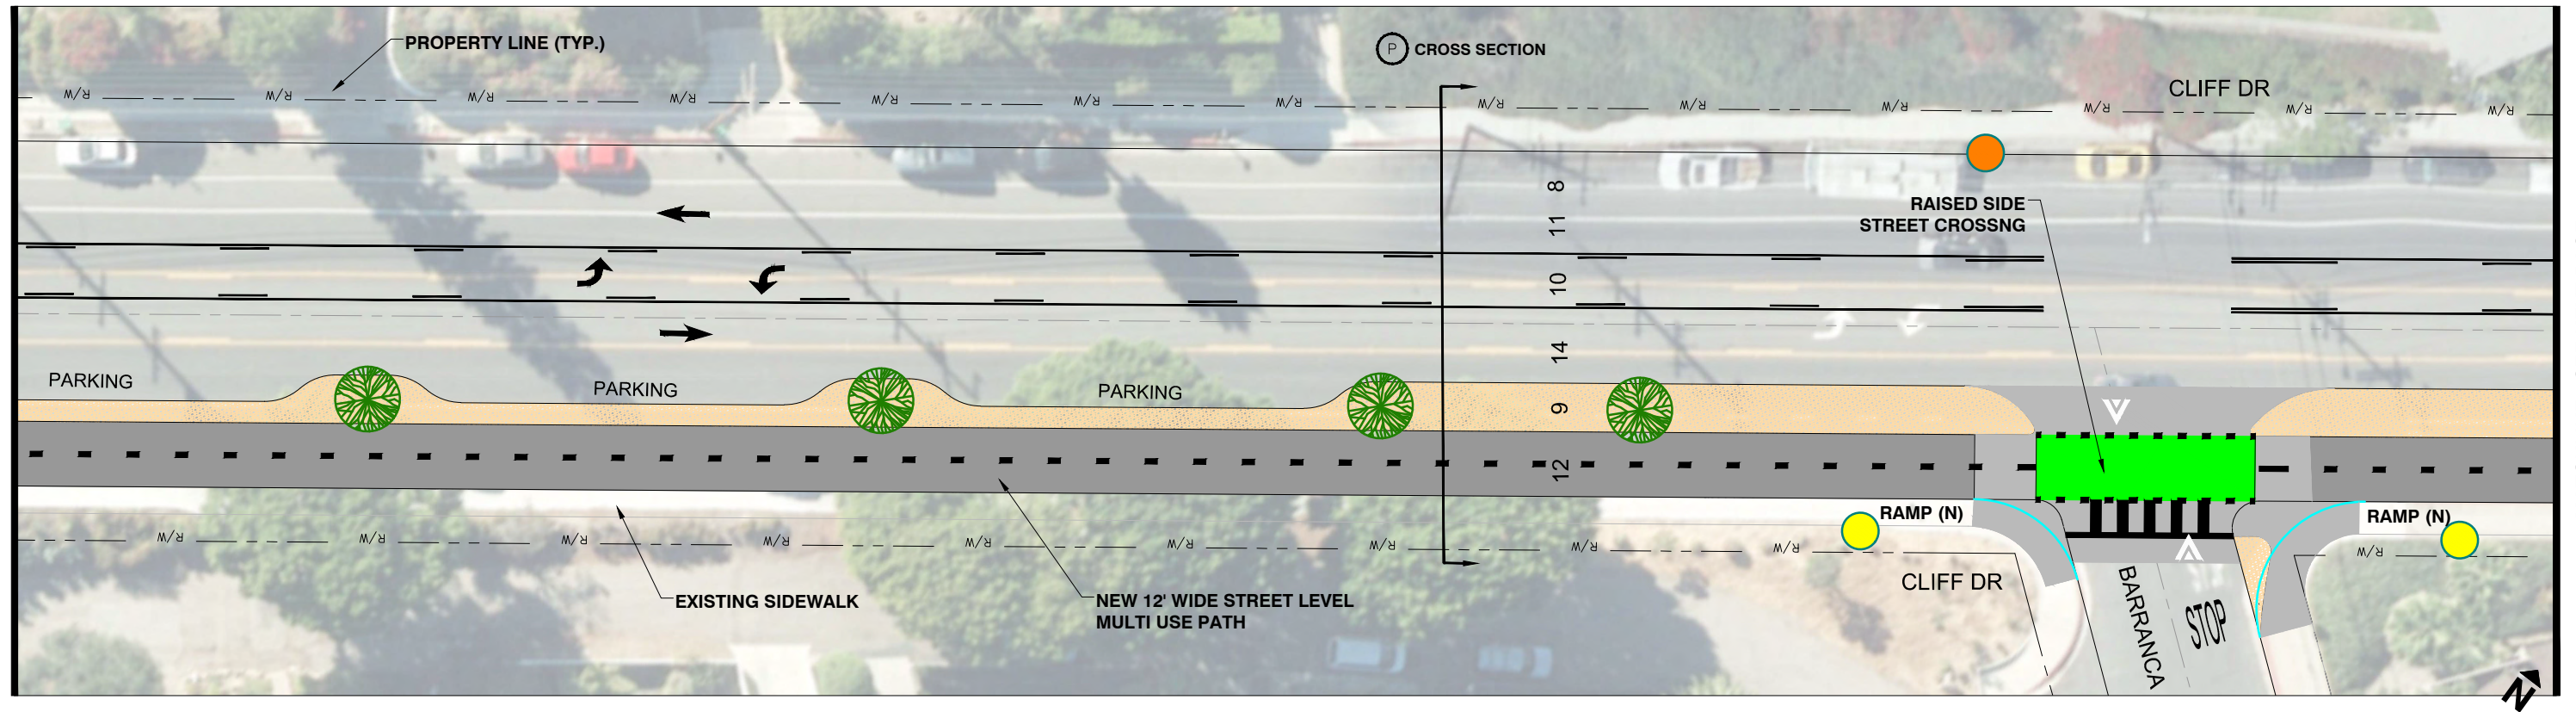 PROPERTY LINE (TYP.)
P CROSS SECTION
CLIFF DR
R/W R/W R/W R/W R/W R/W R/W R/W R/W R/W R/W R/W R/W
RAISED SIDE
STREET CROSSNG
8
11
10
14
9
12
PARKING
PARKING
PARKING
RAMP (N)
RAMP (N)
R/W R/W R/W R/W R/W R/W R/W R/W R/W R/W
CLIFF DR
EXISTING SIDEWALK
NEW 12' WIDE STREET LEVEL
MULTI USE PATH
BARRANCA
STOP
N